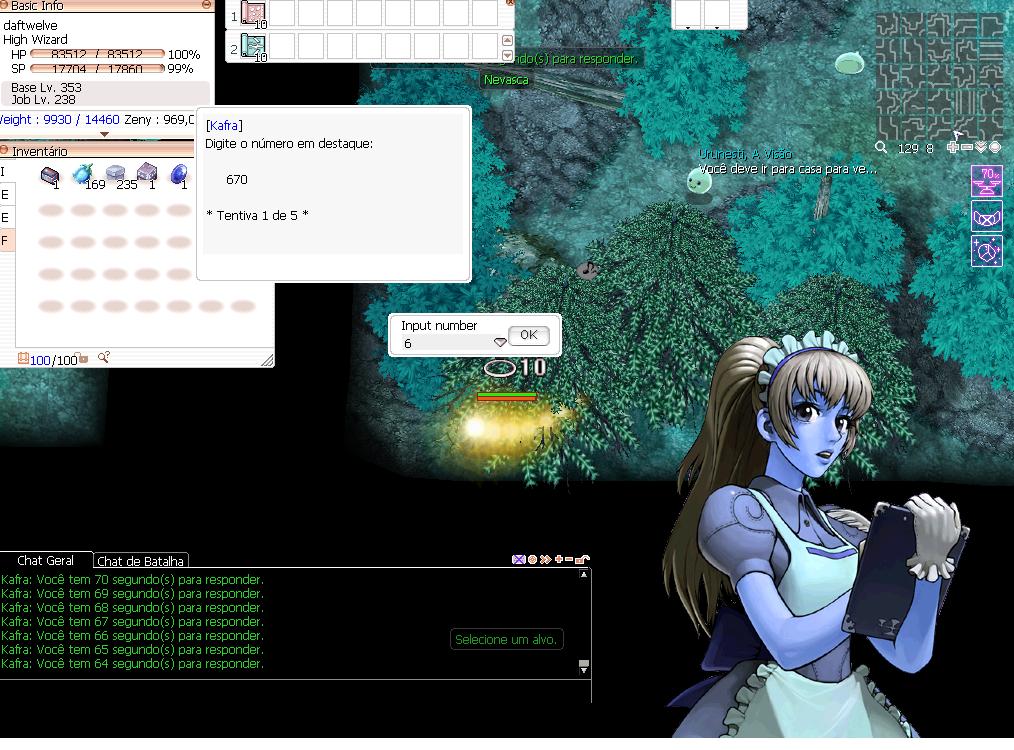 Basic Info
daftwelve
High Wizard
HP 83512 / 83512 100%
SP 17704 / 17860 99%
Base Lv. 353
Job Lv. 238
Weight : 9930 / 14460 Zeny : 969,0
Inventário
1 169 235 1 1
E
E
F
100/100
1 10
2 10
ndo(s) para responder.
Nevasca
[Kafra]
Digite o número em destaque:
670
* Tentiva 1 de 5 *
Input number
6
OK
10
Urunesti, A Visão
Você deve ir para casa para ve...
129 8
70%
Chat Geral
Chat de Batalha
Kafra: Você tem 70 segundo(s) para responder.
Kafra: Você tem 69 segundo(s) para responder.
Kafra: Você tem 68 segundo(s) para responder.
Kafra: Você tem 67 segundo(s) para responder.
Kafra: Você tem 66 segundo(s) para responder.
Kafra: Você tem 65 segundo(s) para responder.
Kafra: Você tem 64 segundo(s) para responder.
Selecione um alvo.